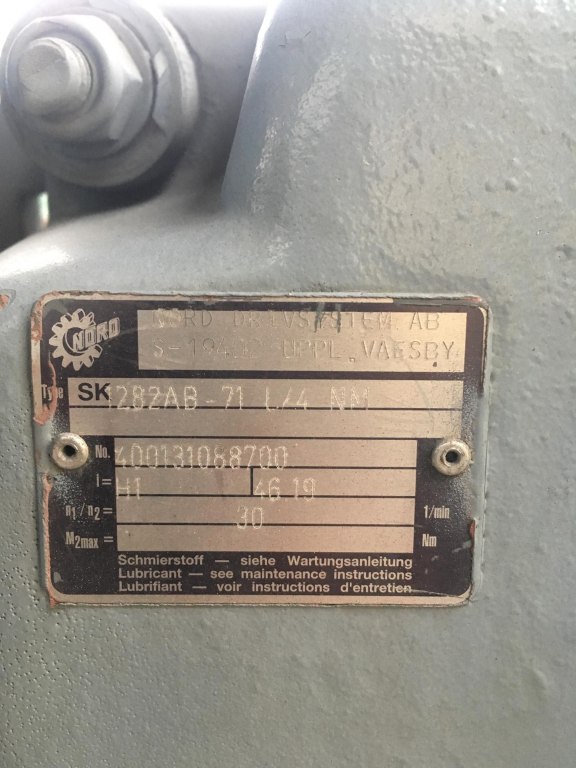 NORD
NORD DRIVSYSTEM AB
UPPL.VAESBY
Type SK 1282AB-71 L/4 NM
No. 400131088700
i= H1 46.19
n1/n2= 30 1/min
M2max= Nm
Schmierstoff — siehe Wartungsanleitung
Lubricant — see maintenance instructions
Lubrifiant — voir instructions d'entretien